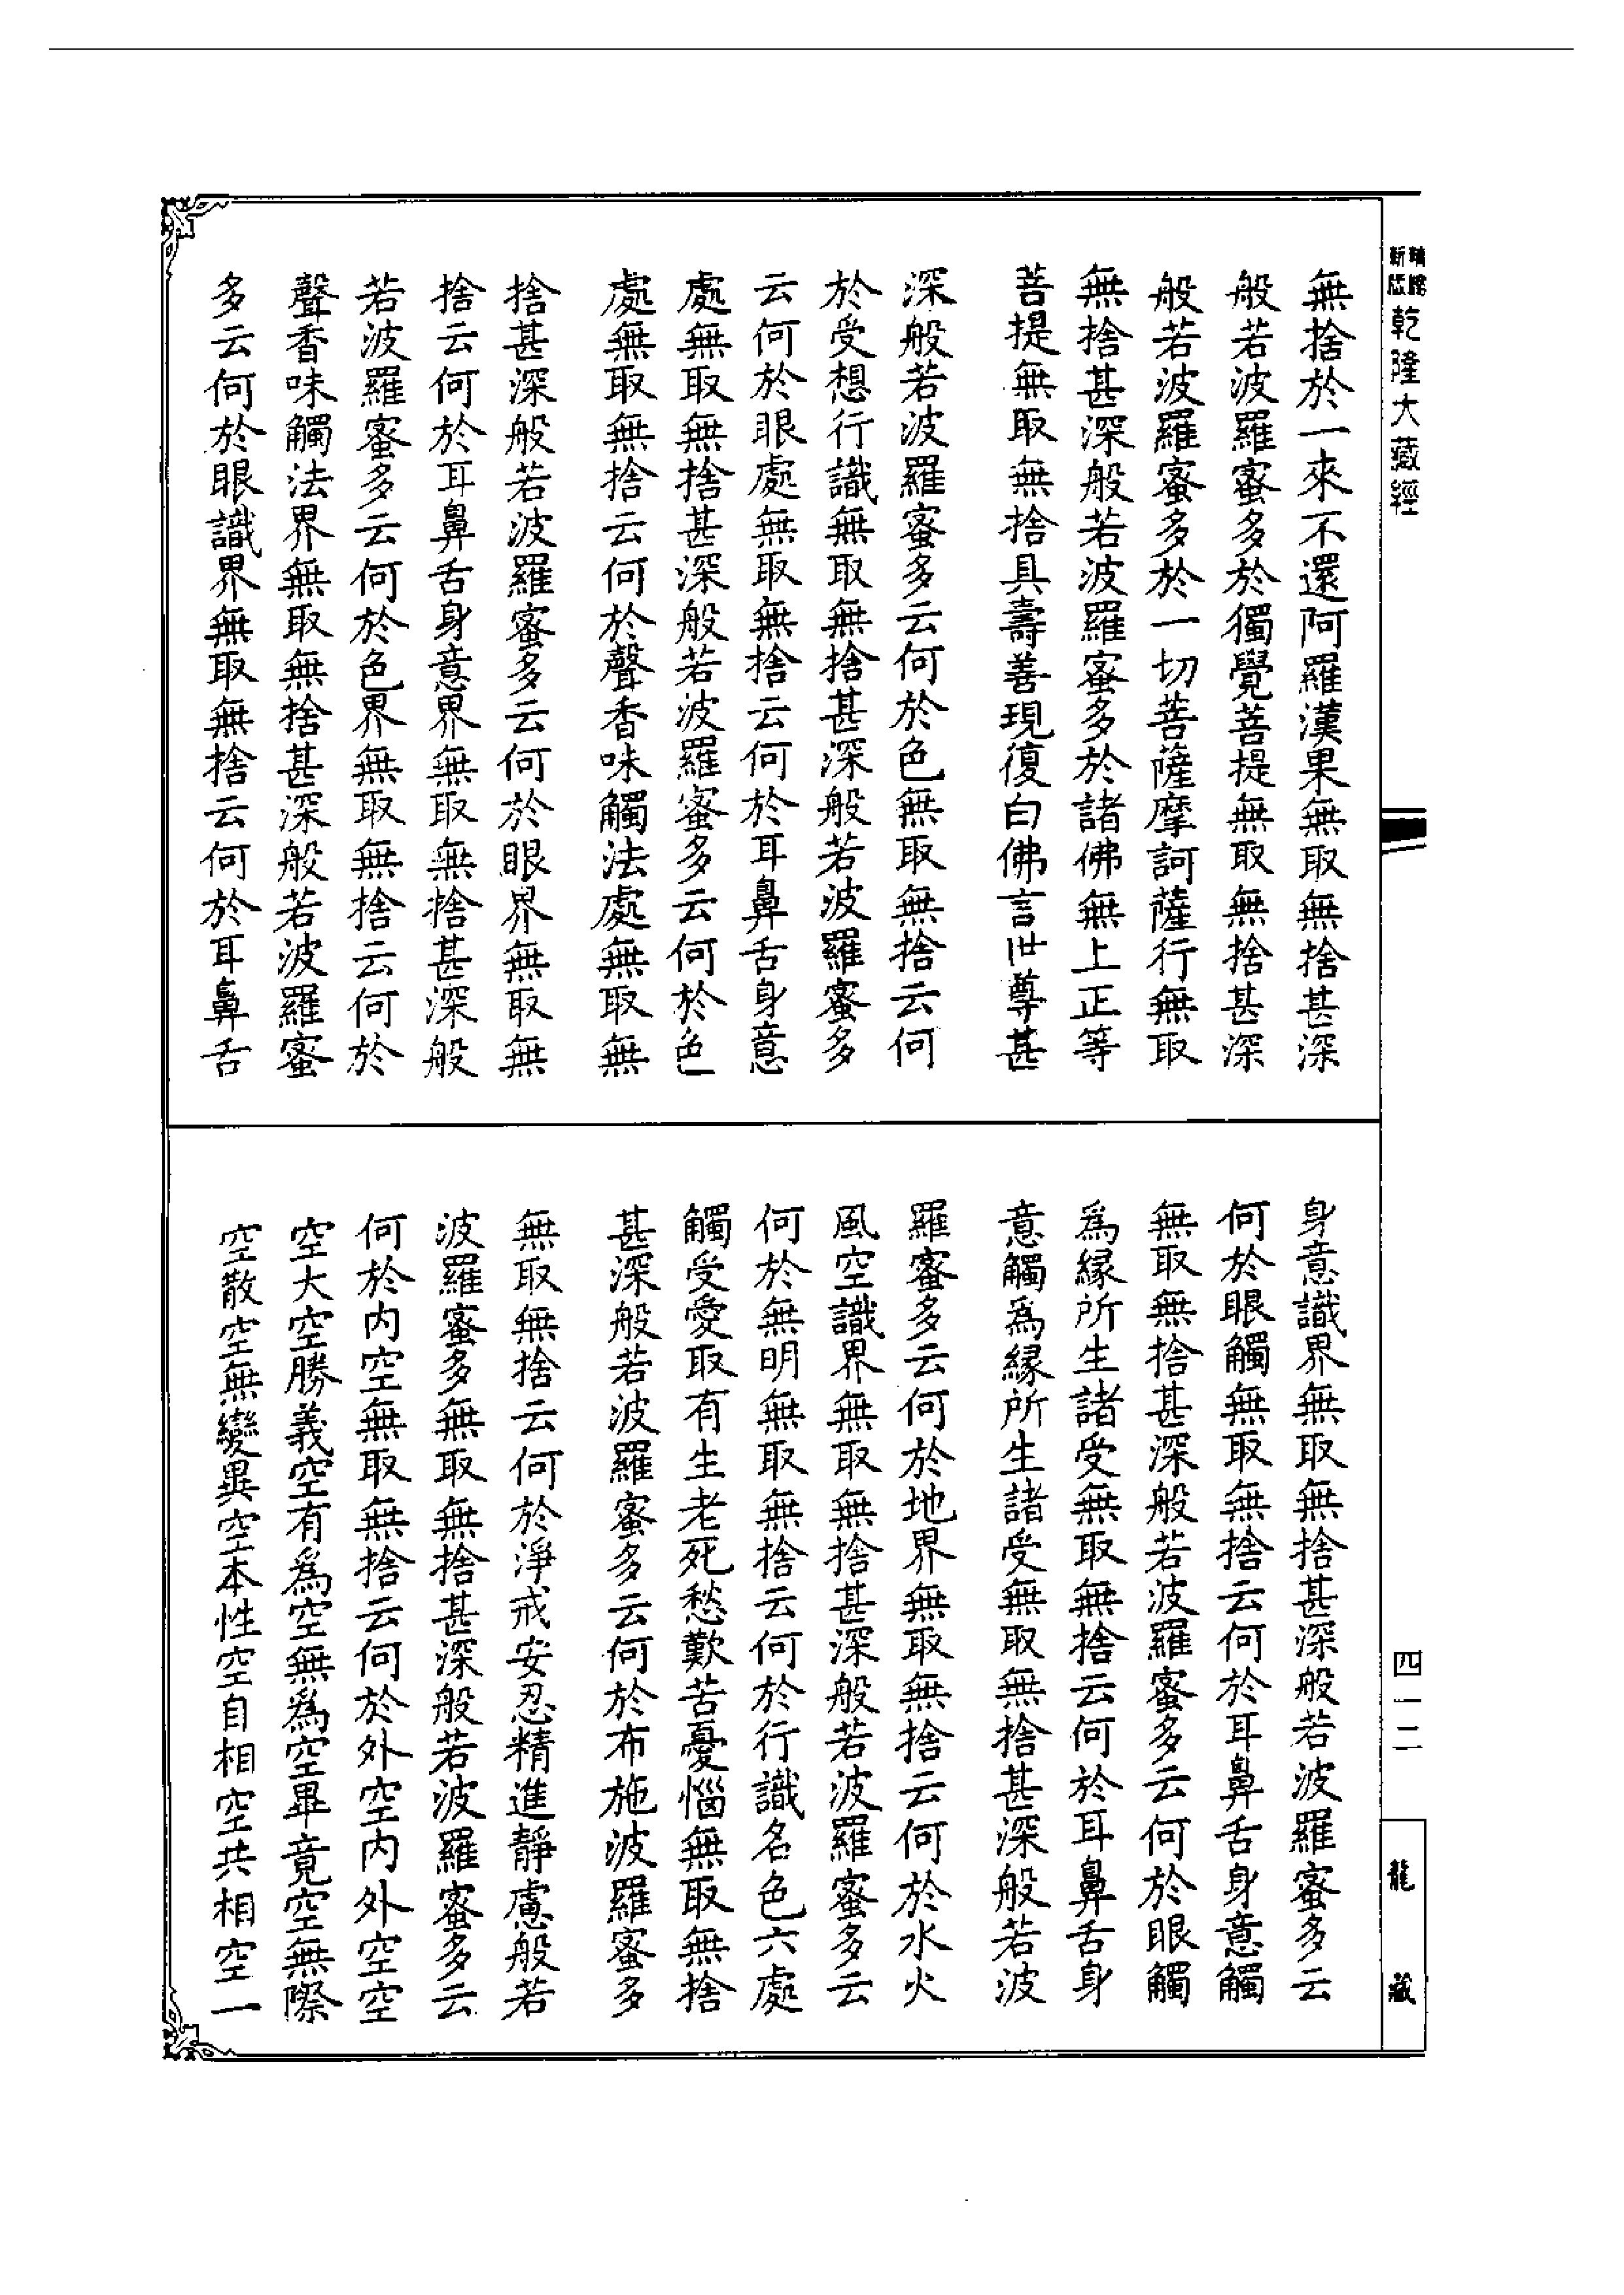 新版精縮乾隆大藏經
無捨於一來不還阿羅漢果無取無捨甚深
般若波羅蜜多於獨覺菩提無取無捨甚深
般若波羅蜜多於一切菩薩摩訶薩行無取
無捨甚深般若波羅蜜多於諸佛無上正等
菩提無取無捨具壽善現復白佛言世尊甚
深般若波羅蜜多云何於色無取無捨云何
於受想行識無取無捨甚深般若波羅蜜多
云何於眼處無取無捨云何於耳鼻舌身意
處無取無捨甚深般若波羅蜜多云何於色
處無取無捨云何於聲香味觸法處無取無
捨甚深般若波羅蜜多云何於眼界無取無
捨云何於耳鼻舌身意界無取無捨甚深般
若波羅蜜多云何於色界無取無捨云何於
聲香味觸法界無取無捨甚深般若波羅蜜
多云何於眼識界無取無捨云何於耳鼻舌
身意識界無取無捨甚深般若波羅蜜多云
何於眼觸無取無捨云何於耳鼻舌身意觸
無取無捨甚深般若波羅蜜多云何於眼觸
為緣所生諸受無取無捨云何於耳鼻舌身
意觸為緣所生諸受無取無捨甚深般若波
羅蜜多云何於地界無取無捨云何於水火
風空識界無取無捨甚深般若波羅蜜多云
何於無明無取無捨云何於行識名色六處
觸受愛取有生老死愁歎苦憂惱無取無捨
甚深般若波羅蜜多云何於布施波羅蜜多
無取無捨云何於淨戒安忍精進靜慮般若
波羅蜜多無取無捨甚深般若波羅蜜多云
何於内空無取無捨云何於外空内外空空
空大空勝義空有為空無為空畢竟空無際
空散空無變異空本性空自相空共相空一
四一二
龍藏